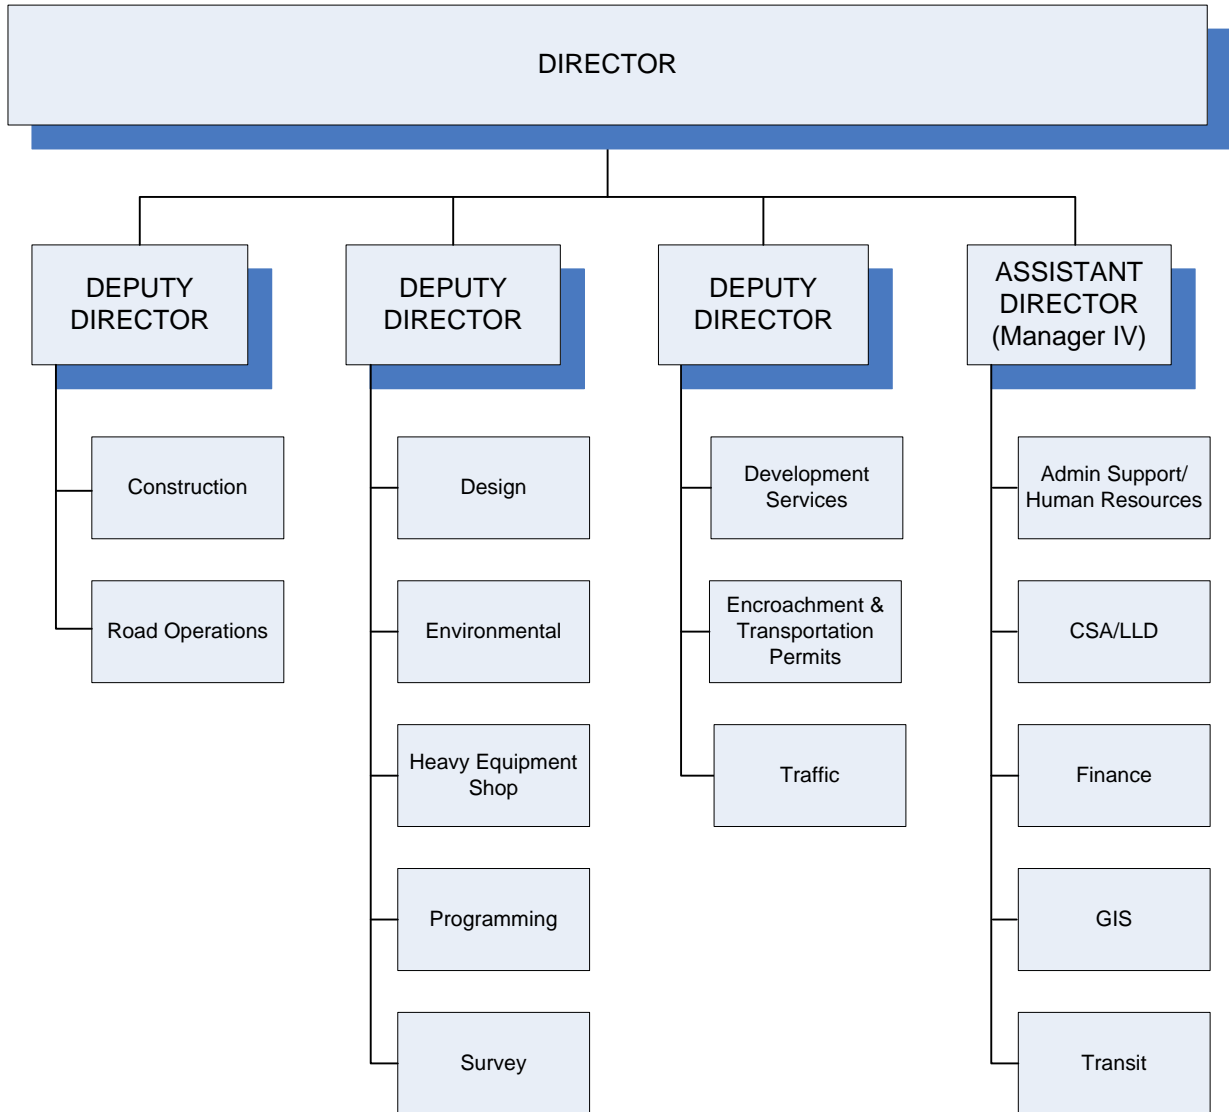 DIRECTOR
DEPUTY
DIRECTOR
Construction
Road Operations
DEPUTY
DIRECTOR
Design
Environmental
Heavy Equipment
Shop
Programming
Survey
DEPUTY
DIRECTOR
Development
Services
Encroachment &
Transportation
Permits
Traffic
ASSISTANT
DIRECTOR
(Manager IV)
Admin Support/
Human Resources
CSA/LLD
Finance
GIS
Transit